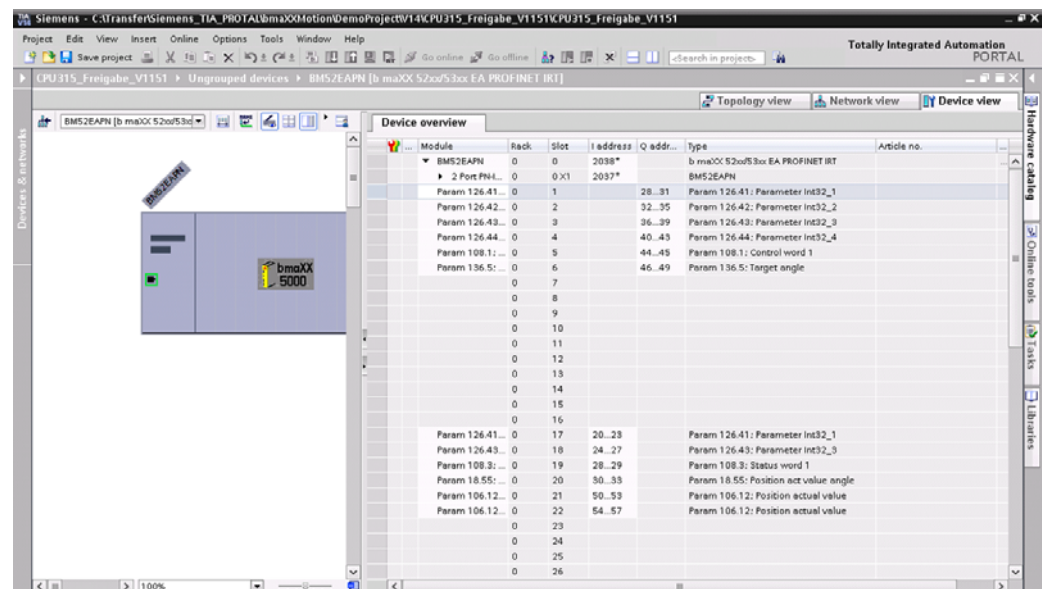 Siemens - C:\Transfer\Siemens_TIA_PROTAL\bmaXXMotion\DemoProject\V14\CPU315_Freigabe_V1151\CPU315_Freigabe_V1151
Project Edit View Insert Online Options Tools Window Help
Totally Integrated Automation
PORTAL
Save project Go online Go offline <Search in project>
CPU315_Freigabe_V1151 ▸ Ungrouped devices ▸ BM52EAPN [b maXX 52xx/53xx EA PROFINET IRT]
Topology view Network view Device view
BM52EAPN [b maXX 52xx/53x Device overview
... Module Rack Slot I address Q addr... Type Article no. ...
BM52EAPN 0 0 2038* b maXX 52xx/53xx EA PROFINET IRT
2 Port PN-I... 0 0 X1 2037* BM52EAPN
Param 126.41... 0 1 28...31 Param 126.41: Parameter Int32_1
Param 126.42... 0 2 32...35 Param 126.42: Parameter Int32_2
Param 126.43... 0 3 36...39 Param 126.43: Parameter Int32_3
Param 126.44... 0 4 40...43 Param 126.44: Parameter Int32_4
Param 108.1: ... 0 5 44...45 Param 108.1: Control word 1
Param 136.5: ... 0 6 46...49 Param 136.5: Target angle
0 7
0 8
0 9
0 10
0 11
0 12
0 13
0 14
0 15
0 16
Param 126.41... 0 17 20...23 Param 126.41: Parameter Int32_1
Param 126.43... 0 18 24...27 Param 126.43: Parameter Int32_3
Param 108.3: ... 0 19 28...29 Param 108.3: Status word 1
Param 18.55: ... 0 20 30...33 Param 18.55: Position act value angle
Param 106.12... 0 21 50...53 Param 106.12: Position actual value
Param 106.12... 0 22 54...57 Param 106.12: Position actual value
0 23
0 24
0 25
0 26
BM52EAPN
bmaXX
5000
100%
Devices & networks
Hardware catalog
Online tools
Tasks
Libraries